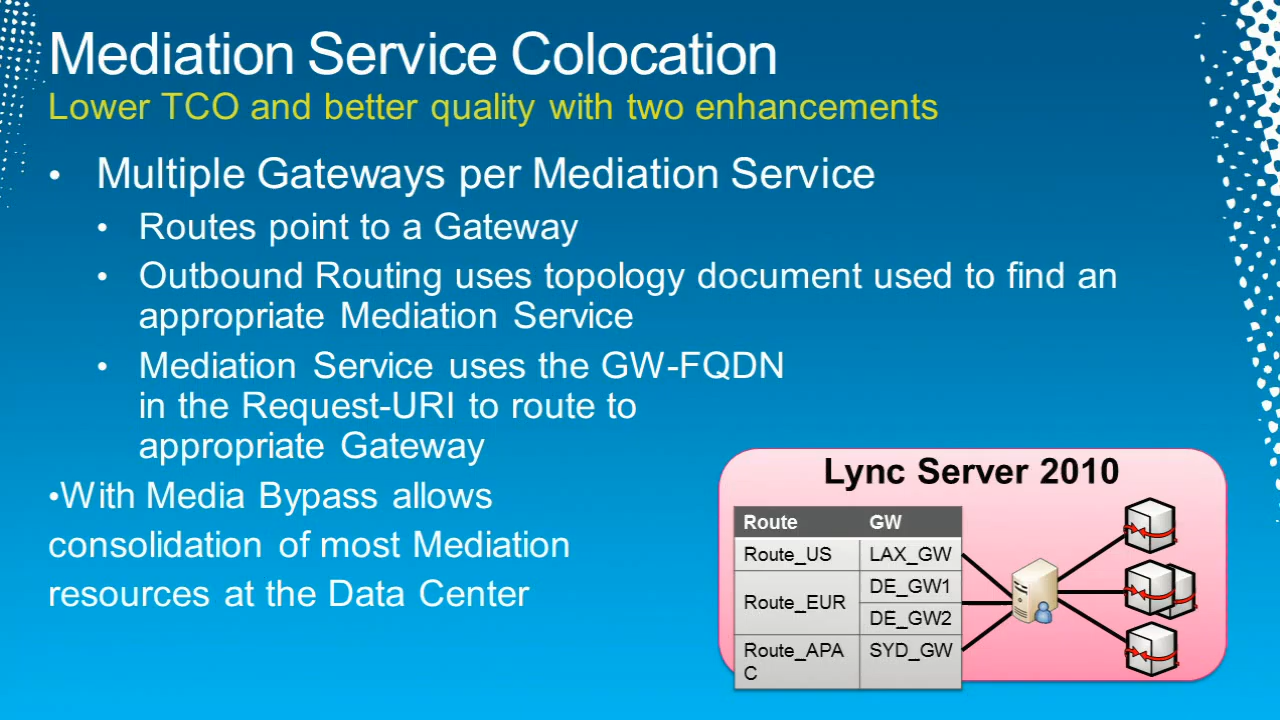 Mediation Service Colocation
Lower TCO and better quality with two enhancements
• Multiple Gateways per Mediation Service
• Routes point to a Gateway
• Outbound Routing uses topology document used to find an
appropriate Mediation Service
• Mediation Service uses the GW-FQDN
in the Request-URI to route to
appropriate Gateway
•With Media Bypass allows
consolidation of most Mediation
resources at the Data Center
Lync Server 2010
Route GW
Route_US LAX_GW
Route_EUR DE_GW1
DE_GW2
Route_APA SYD_GW
C